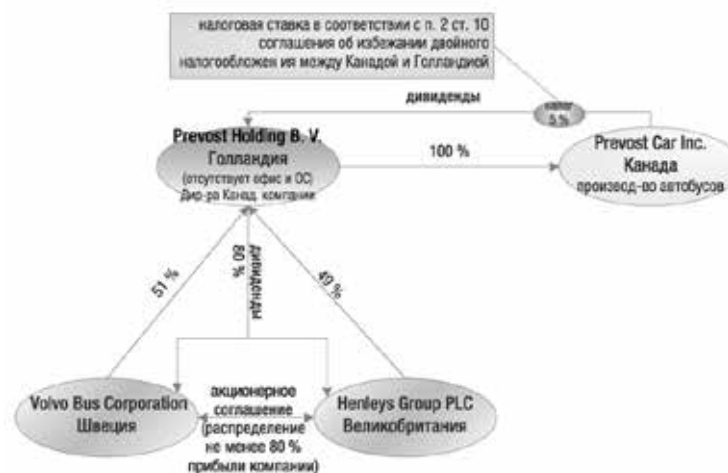 налоговая ставка в соответствии с п. 2 ст. 10
соглашения об избежании двойного
налогообложен ия между Канадой и Голландией
дивиденды
налог
5 %
Prevost Holding B. V.
Голландия
(отсутствует офис и ОС)
Дир-ра Канад. компании
100 %
Prevost Car Inc.
Канада
производ-во автобусов
51 %
дивиденды
80 %
49 %
Volvo Bus Corporation
Швеция
акционерное
соглашение
(распределение
не менее 80 %
прибыли компании)
Henleys Group PLC
Великобритания